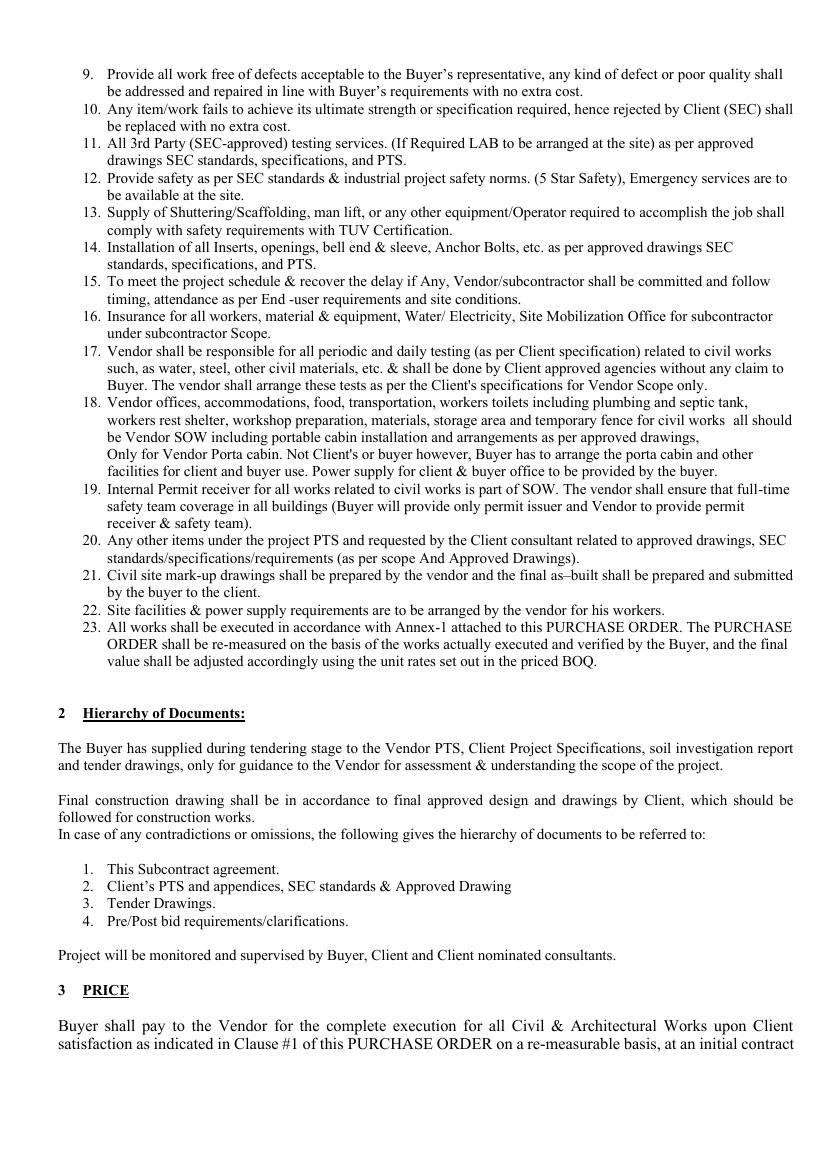 9. Provide all work free of defects acceptable to the Buyer’s representative, any kind of defect or poor quality shall
be addressed and repaired in line with Buyer’s requirements with no extra cost.
10. Any item/work fails to achieve its ultimate strength or specification required, hence rejected by Client (SEC) shall
be replaced with no extra cost.
11. All 3rd Party (SEC-approved) testing services. (If Required LAB to be arranged at the site) as per approved
drawings SEC standards, specifications, and PTS.
12. Provide safety as per SEC standards & industrial project safety norms. (5 Star Safety), Emergency services are to
be available at the site.
13. Supply of Shuttering/Scaffolding, man lift, or any other equipment/Operator required to accomplish the job shall
comply with safety requirements with TUV Certification.
14. Installation of all Inserts, openings, bell end & sleeve, Anchor Bolts, etc. as per approved drawings SEC
standards, specifications, and PTS.
15. To meet the project schedule & recover the delay if Any, Vendor/subcontractor shall be committed and follow
timing, attendance as per End -user requirements and site conditions.
16. Insurance for all workers, material & equipment, Water/ Electricity, Site Mobilization Office for subcontractor
under subcontractor Scope.
17. Vendor shall be responsible for all periodic and daily testing (as per Client specification) related to civil works
such, as water, steel, other civil materials, etc. & shall be done by Client approved agencies without any claim to
Buyer. The vendor shall arrange these tests as per the Client's specifications for Vendor Scope only.
18. Vendor offices, accommodations, food, transportation, workers toilets including plumbing and septic tank,
workers rest shelter, workshop preparation, materials, storage area and temporary fence for civil works all should
be Vendor SOW including portable cabin installation and arrangements as per approved drawings,
Only for Vendor Porta cabin. Not Client's or buyer however, Buyer has to arrange the porta cabin and other
facilities for client and buyer use. Power supply for client & buyer office to be provided by the buyer.
19. Internal Permit receiver for all works related to civil works is part of SOW. The vendor shall ensure that full-time
safety team coverage in all buildings (Buyer will provide only permit issuer and Vendor to provide permit
receiver & safety team).
20. Any other items under the project PTS and requested by the Client consultant related to approved drawings, SEC
standards/specifications/requirements (as per scope And Approved Drawings).
21. Civil site mark-up drawings shall be prepared by the vendor and the final as–built shall be prepared and submitted
by the buyer to the client.
22. Site facilities & power supply requirements are to be arranged by the vendor for his workers.
23. All works shall be executed in accordance with Annex-1 attached to this PURCHASE ORDER. The PURCHASE
ORDER shall be re-measured on the basis of the works actually executed and verified by the Buyer, and the final
value shall be adjusted accordingly using the unit rates set out in the priced BOQ.
2 Hierarchy of Documents:
The Buyer has supplied during tendering stage to the Vendor PTS, Client Project Specifications, soil investigation report
and tender drawings, only for guidance to the Vendor for assessment & understanding the scope of the project.
Final construction drawing shall be in accordance to final approved design and drawings by Client, which should be
followed for construction works.
In case of any contradictions or omissions, the following gives the hierarchy of documents to be referred to:
1. This Subcontract agreement.
2. Client’s PTS and appendices, SEC standards & Approved Drawing
3. Tender Drawings.
4. Pre/Post bid requirements/clarifications.
Project will be monitored and supervised by Buyer, Client and Client nominated consultants.
3 PRICE
Buyer shall pay to the Vendor for the complete execution for all Civil & Architectural Works upon Client
satisfaction as indicated in Clause #1 of this PURCHASE ORDER on a re-measurable basis, at an initial contract